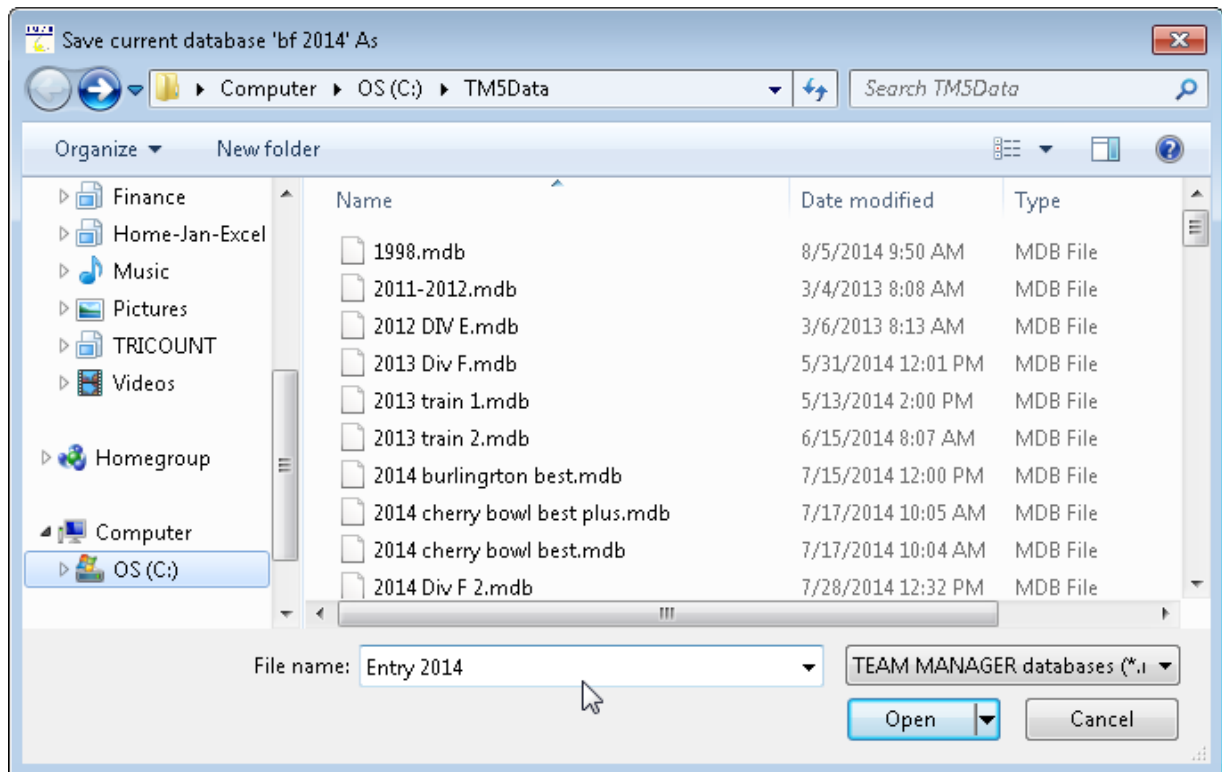 Save current database 'bf 2014' As
Computer OS (C:) TM5Data Search TM5Data
Organize New folder
Name Date modified Type
Finance
Home-Jan-Excel
Music
Pictures
TRICOUNT
Videos
Homegroup
Computer
OS (C:)
1998.mdb 8/5/2014 9:50 AM MDB File
2011-2012.mdb 3/4/2013 8:08 AM MDB File
2012 DIV E.mdb 3/6/2013 8:13 AM MDB File
2013 Div F.mdb 5/31/2014 12:01 PM MDB File
2013 train 1.mdb 5/13/2014 2:00 PM MDB File
2013 train 2.mdb 6/15/2014 8:07 AM MDB File
2014 burlingrton best.mdb 7/15/2014 12:00 PM MDB File
2014 cherry bowl best plus.mdb 7/17/2014 10:05 AM MDB File
2014 cherry bowl best.mdb 7/17/2014 10:04 AM MDB File
2014 Div F 2.mdb 7/28/2014 12:32 PM MDB File
File name: Entry 2014 TEAM MANAGER databases (*.
Open Cancel